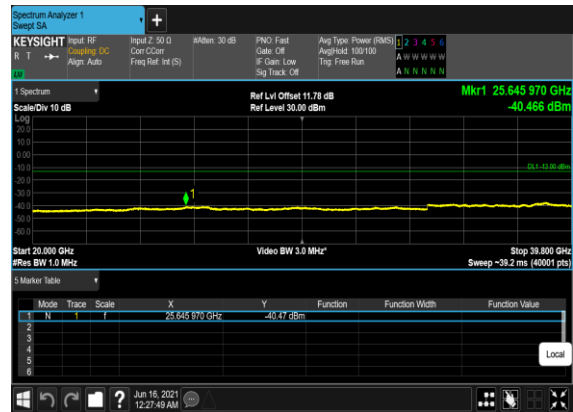 Spectrum Analyzer 1
Swept SA
KEYSIGHT Input: RF Input Z: 50 Ω #Atten: 30 dB PNO: Fast Avg Type: Power (RMS) 1 2 3 4 5 6
R T Coupling: DC Corr CCorr Gate: Off Avg|Hold: 100/100 A W W W W W
Align: Auto Freq Ref: Int (S) IF Gain: Low Trig: Free Run
LXI Sig Track: Off A N N N N N
1 Spectrum Ref Lvl Offset 11.78 dB Mkr1 25.645 970 GHz
Scale/Div 10 dB Ref Level 30.00 dBm -40.466 dBm
Log
20.0
10.0
0.00
-10.0 DL1 -13.00 dBm
-20.0
-30.0
-40.0 1
-50.0
-60.0
Start 20.000 GHz Video BW 3.0 MHz* Stop 39.800 GHz
#Res BW 1.0 MHz Sweep ~39.2 ms (40001 pts)
5 Marker Table
Mode Trace Scale X Y Function Function Width Function Value
1 N 1 f 25.645 970 GHz -40.47 dBm
2
3
4
5
6
Local
? Jun 16, 2021
12:27:49 AM